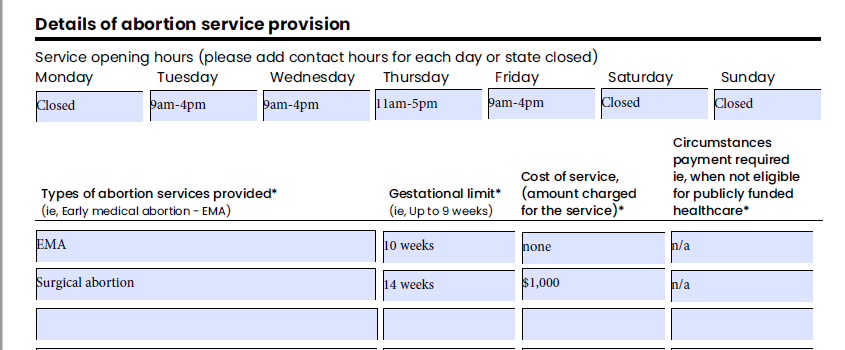 Details of abortion service provision
Service opening hours (please add contact hours for each day or state closed)
Monday Tuesday Wednesday Thursday Friday Saturday Sunday
Closed 9am-4pm 9am-4pm 11am-5pm 9am-4pm Closed Closed
Types of abortion services provided*
(ie, Early medical abortion - EMA)
Gestational limit*
(ie, Up to 9 weeks)
Cost of service,
(amount charged
for the service)*
Circumstances
payment required
ie, when not eligible
for publicly funded
healthcare*
EMA 10 weeks none n/a
Surgical abortion 14 weeks $1,000 n/a